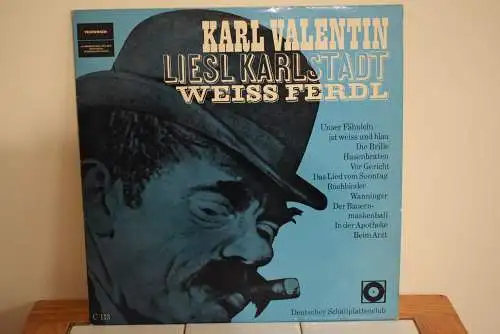 TELEFUNKEN
KARL VALENTIN
LIESL KARLSTADT
WEISS FERDL
Unser Fähnlein
ist weiss und blau
Die Brille
Hasenbraten
Vor Gericht
Das Lied vom Sonntag
Buchbinder
Wanninger
Der Bauern-
maskenball
In der Apotheke
Beim Arzt
C 115
Deutscher Schallplattenclub